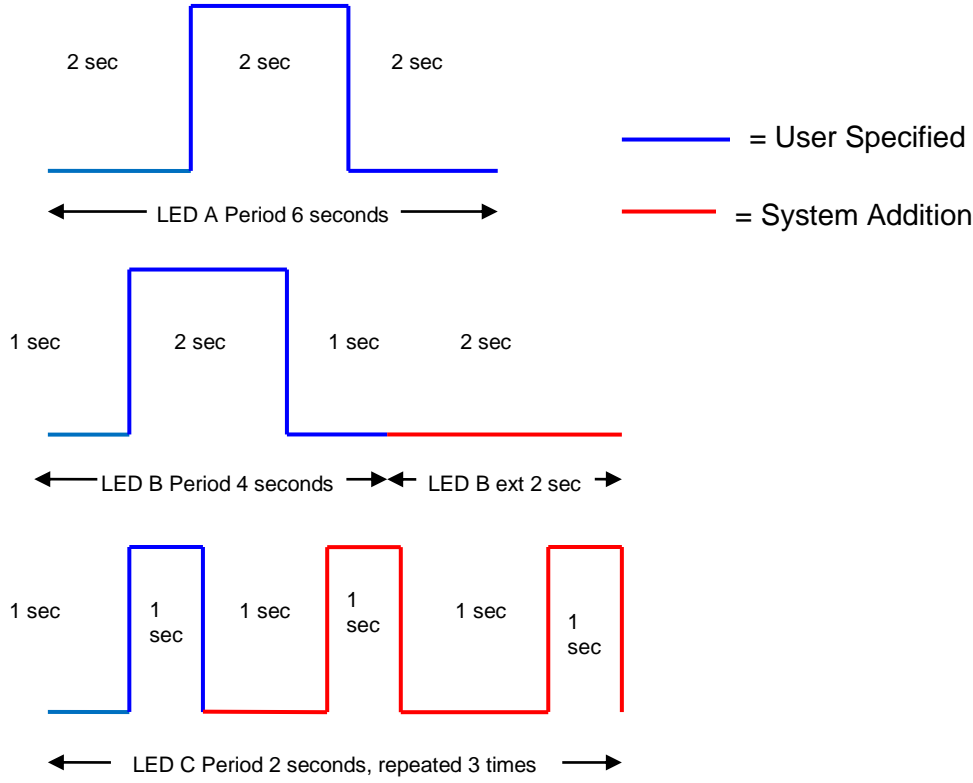 2 sec 2 sec 2 sec
= User Specified
LED A Period 6 seconds
= System Addition
1 sec 2 sec 1 sec 2 sec
LED B Period 4 seconds LED B ext 2 sec
1 sec 1 sec 1 sec 1 sec 1 sec 1 sec
LED C Period 2 seconds, repeated 3 times